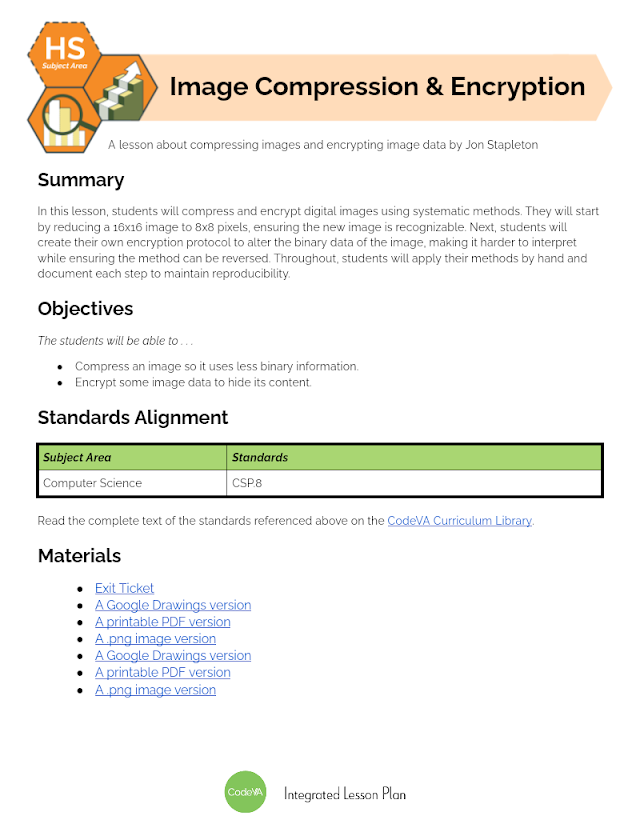 HS
Subject Area
Image Compression & Encryption
A lesson about compressing images and encrypting image data by Jon Stapleton
Summary
In this lesson, students will compress and encrypt digital images using systematic methods. They will start
by reducing a 16x16 image to 8x8 pixels, ensuring the new image is recognizable. Next, students will
create their own encryption protocol to alter the binary data of the image, making it harder to interpret
while ensuring the method can be reversed. Throughout, students will apply their methods by hand and
document each step to maintain reproducibility.
Objectives
The students will be able to . . .
• Compress an image so it uses less binary information.
• Encrypt some image data to hide its content.
Standards Alignment
Subject Area Standards
Computer Science CSP.8
Read the complete text of the standards referenced above on the CodeVA Curriculum Library.
Materials
• Exit Ticket
• A Google Drawings version
• A printable PDF version
• A .png image version
• A Google Drawings version
• A printable PDF version
• A .png image version
CodeVA Integrated Lesson Plan